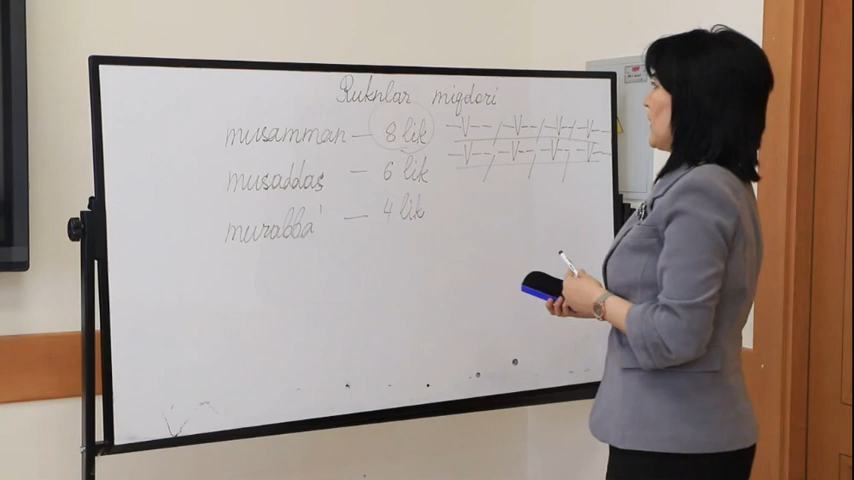 Ruknlar miqdori
musamman — 8 lik — V — — / — V — — / — V — — / — V —
— V — — / — V — — / — V — — / — V —
musaddas — 6 lik
murabba' — 4 lik